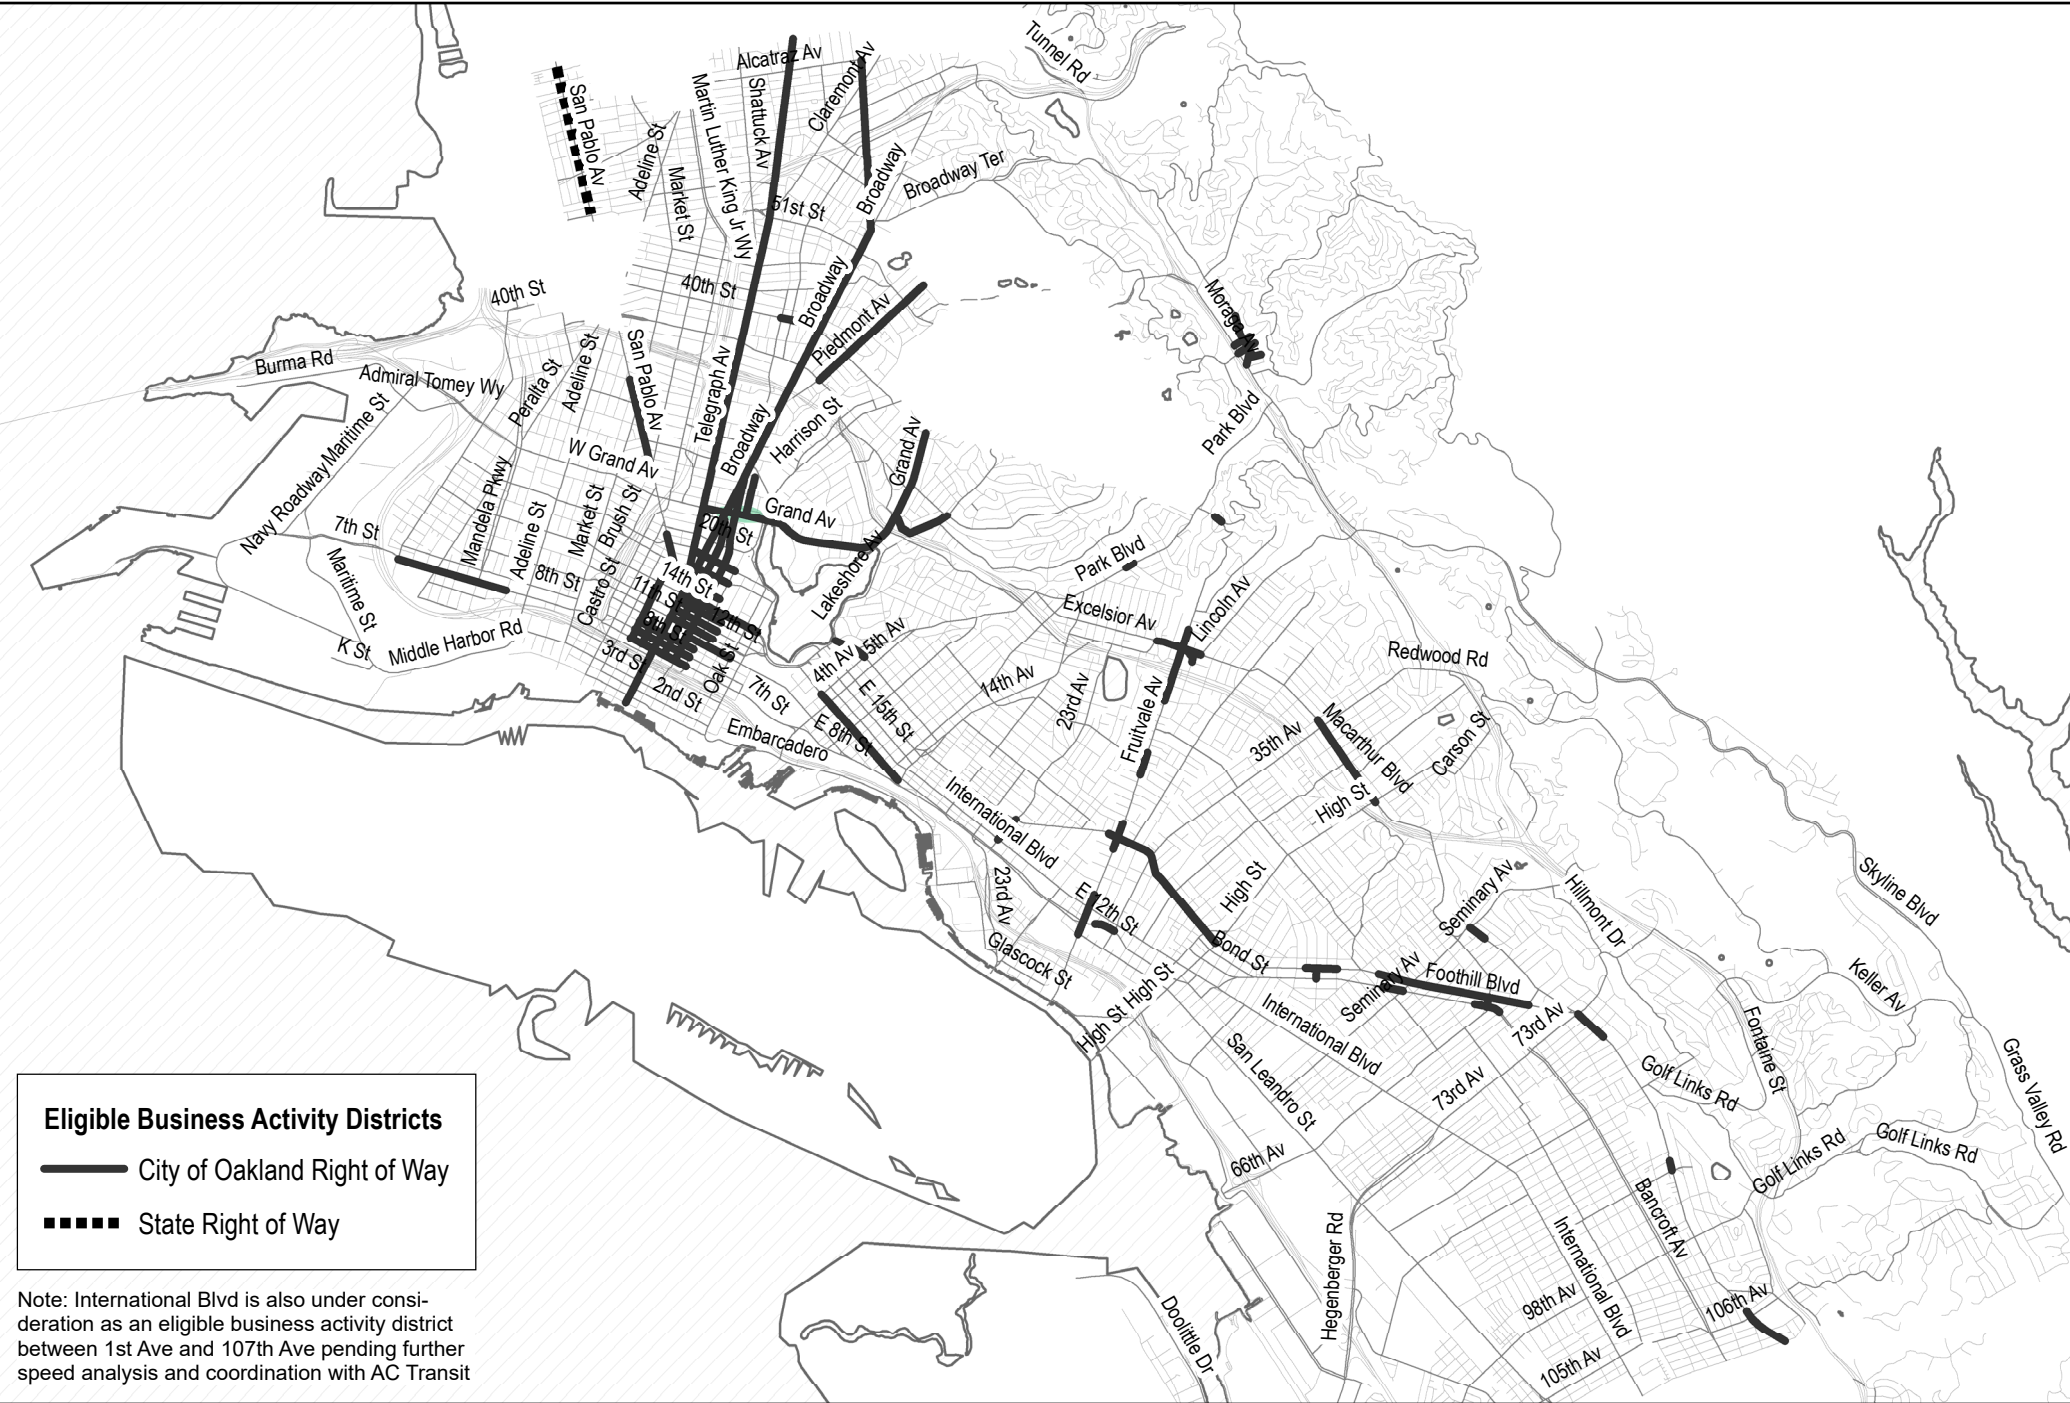 Tunnel Rd
Alcatraz Av
Claremont Av
San Pablo Av
Martin Luther King Jr Wy
Shattuck Av
Adeline St
Market St
Broadway
Broadway Ter
51st St
40th St
40th St
Broadway
Piedmont Av
Moraga Av
Burma Rd
Admiral Tomey Wy
Peralta St
Adeline St
San Pablo Av
Telegraph Av
Broadway
Harrison St
Grand Av
Park Blvd
Maritime St
Navy Roadway
W Grand Av
Mandela Pkwy
Market St
Brush St
Adeline St
Grand Av
20th St
7th St
8th St
Castro St
14th St
11th St
12th St
8th St
Lakeshore Av
Park Blvd
Excelsior Av
Lincoln Av
Maritime St
K St
Middle Harbor Rd
3rd St
2nd St
Oak St
7th St
4th Av
5th Av
E 15th St
E 8th St
Embarcadero
14th Av
23rd Av
Fruitvale Av
Redwood Rd
35th Av
Macarthur Blvd
Carson St
High St
International Blvd
23rd Av
E 12th St
Glascock St
High St
Bond St
High St
High St
Seminary Av
Hillmont Dr
Skyline Blvd
Seminary Av
Foothill Blvd
International Blvd
73rd Av
Keller Av
Fontaine St
Grass Valley Rd
San Leandro St
73rd Av
Golf Links Rd
Golf Links Rd
Golf Links Rd
66th Av
Hegenberger Rd
Bancroft Av
International Blvd
98th Av
106th Av
105th Av
Doolittle Dr
Eligible Business Activity Districts
City of Oakland Right of Way
State Right of Way
Note: International Blvd is also under consi-
deration as an eligible business activity district
between 1st Ave and 107th Ave pending further
speed analysis and coordination with AC Transit